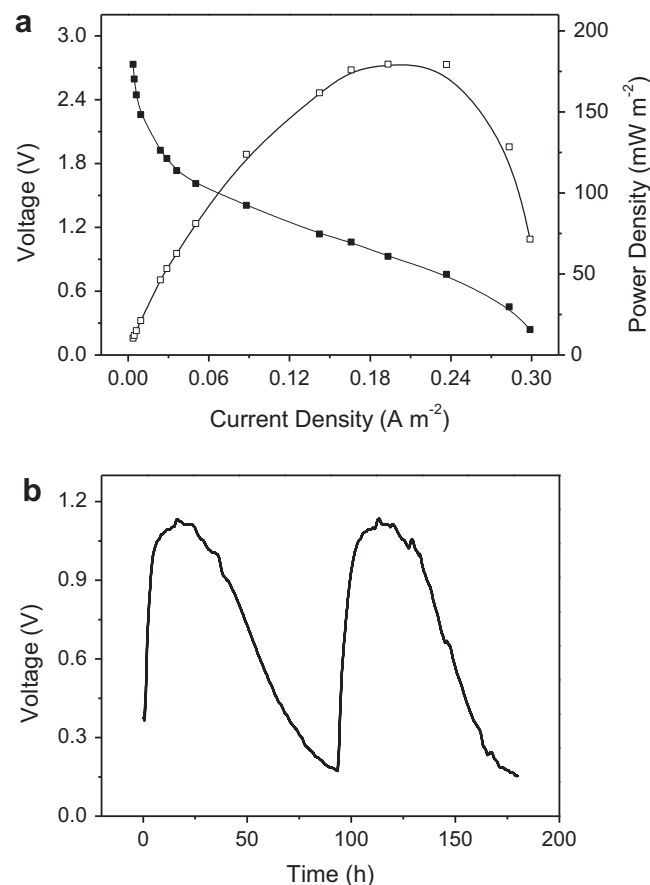 a
3.0
2.4
1.8
1.2
0.6
0.0
Voltage (V)
200
150
100
50
0
Power Density (mW m⁻²)
0.00 0.06 0.12 0.18 0.24 0.30
Current Density (A m⁻²)
b
1.2
0.9
0.6
0.3
0.0
Voltage (V)
0 50 100 150 200
Time (h)